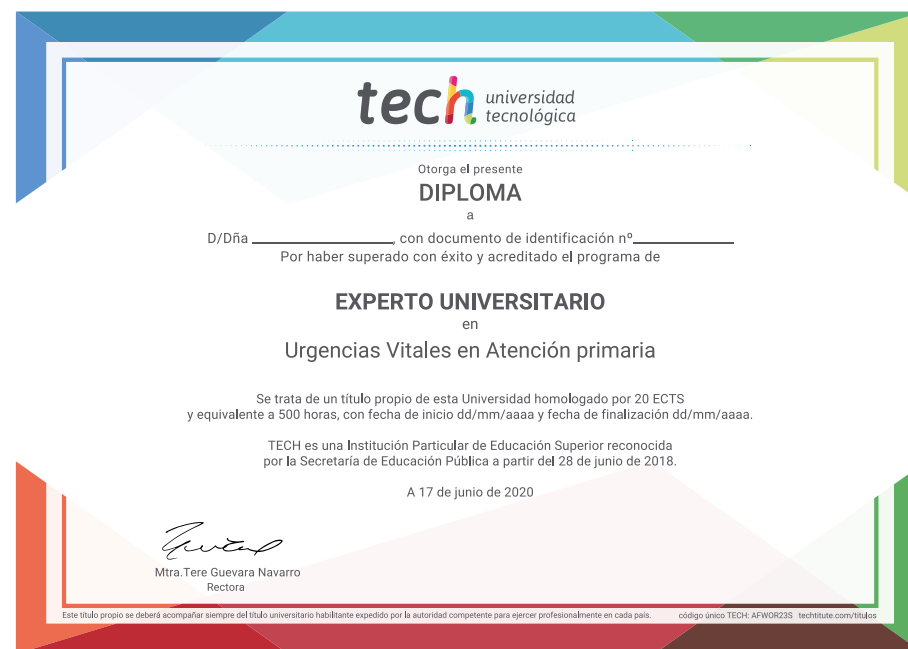 tech universidad
tecnológica
Otorga el presente
DIPLOMA
a
D/Dña ________________, con documento de identificación nº____________
Por haber superado con éxito y acreditado el programa de
EXPERTO UNIVERSITARIO
en
Urgencias Vitales en Atención primaria
Se trata de un título propio de esta Universidad homologado por 20 ECTS
y equivalente a 500 horas, con fecha de inicio dd/mm/aaaa y fecha de finalización dd/mm/aaaa.
TECH es una Institución Particular de Educación Superior reconocida
por la Secretaría de Educación Pública a partir del 28 de junio de 2018.
A 17 de junio de 2020
Mtra.Tere Guevara Navarro
Rectora
Este título propio se deberá acompañar siempre del título universitario habilitante expedido por la autoridad competente para ejercer profesionalmente en cada país. código único TECH: AFWOR23S techtitute.com/titulos